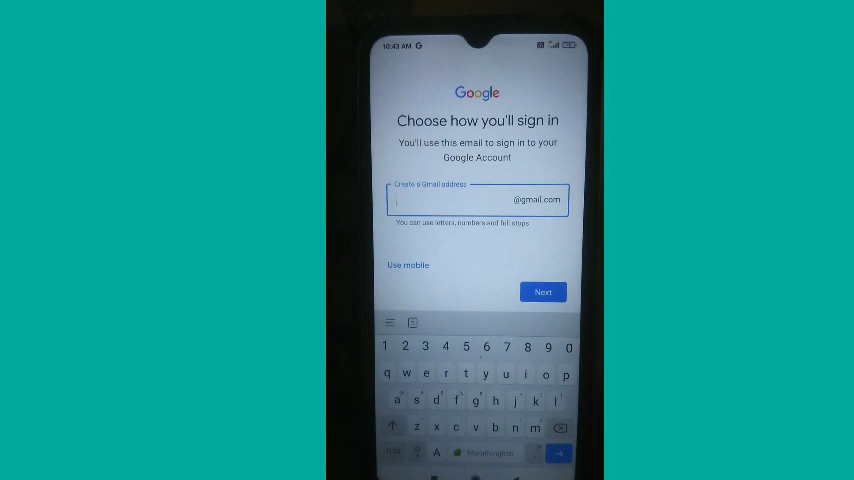 10:43 AM G
Google
Choose how you'll sign in
You'll use this email to sign in to your
Google Account
Create a Gmail address
@gmail.com
You can use letters, numbers and full stops
Use mobile
Next
1 2 3 4 5 6 7 8 9 0
q w e r t y u i o p
a s d f g h j k l
z x c v b n m
A Marathinglish